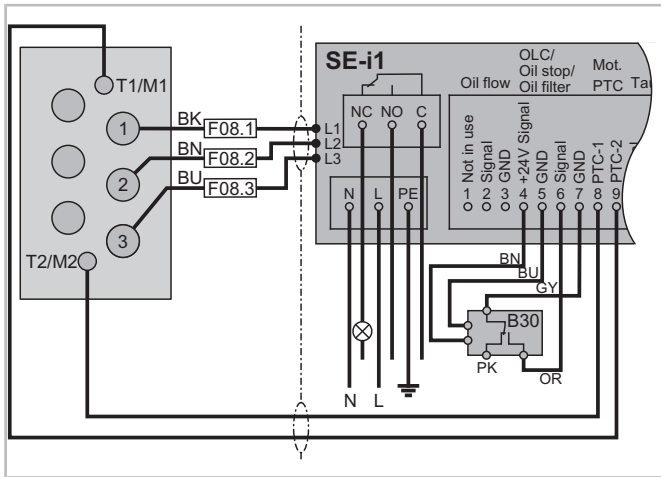 SE-i1
OLC/
Oil stop/
Oil filter
Oil flow
Mot.
PTC
NC NO C
N L PE
L1
L2
L3
Not in use
Signal
GND
+24V Signal
GND
Signal
GND
PTC-1
PTC-2
1 2 3 4 5 6 7 8 9
T1/M1
1
2
3
T2/M2
BK F08.1
BN F08.2
BU F08.3
BN
BU
GY
B30
PK
OR
N L